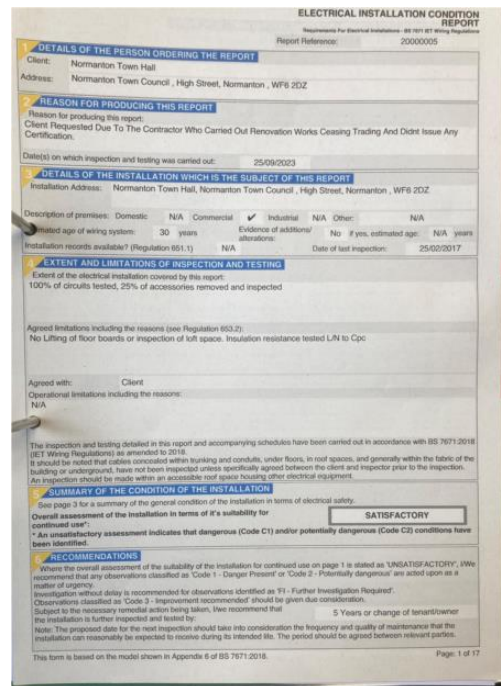 ELECTRICAL INSTALLATION CONDITION
REPORT
Requirements For Electrical Installations - BS 7671 IET Wiring Regulations
Report Reference: 20000005
1 DETAILS OF THE PERSON ORDERING THE REPORT
Client: Normanton Town Hall
Address: Normanton Town Council , High Street, Normanton , WF6 2DZ
2 REASON FOR PRODUCING THIS REPORT
Reason for producing this report:
Client Requested Due To The Contractor Who Carried Out Renovation Works Ceasing Trading And Didnt Issue Any
Certification.
Date(s) on which inspection and testing was carried out: 25/09/2023
3 DETAILS OF THE INSTALLATION WHICH IS THE SUBJECT OF THIS REPORT
Installation Address: Normanton Town Hall, Normanton Town Council , High Street, Normanton , WF6 2DZ
Description of premises: Domestic N/A Commercial ✔ Industrial N/A Other: N/A
mated age of wiring system: 30 years Evidence of additions/ alterations: No If yes, estimated age: N/A years
Installation records available? (Regulation 651.1) N/A Date of last inspection: 25/02/2017
4 EXTENT AND LIMITATIONS OF INSPECTION AND TESTING
Extent of the electrical installation covered by this report:
100% of circuits tested, 25% of accessories removed and inspected
Agreed limitations including the reasons (see Regulation 653.2):
No Lifting of floor boards or inspection of loft space. Insulation resistance tested L/N to Cpc
Agreed with: Client
Operational limitations including the reasons:
N/A
The inspection and testing detailed in this report and accompanying schedules have been carried out in accordance with BS 7671:2018
(IET Wiring Regulations) as amended to 2018.
It should be noted that cables concealed within trunking and conduits, under floors, in roof spaces, and generally within the fabric of the
building or underground, have not been inspected unless specifically agreed between the client and inspector prior to the inspection.
An inspection should be made within an accessible roof space housing other electrical equipment.
5 SUMMARY OF THE CONDITION OF THE INSTALLATION
See page 3 for a summary of the general condition of the installation in terms of electrical safety.
Overall assessment of the installation in terms of it's suitability for
continued use*: SATISFACTORY
* An unsatisfactory assessment indicates that dangerous (Code C1) and/or potentially dangerous (Code C2) conditions have
been identified.
6 RECOMMENDATIONS
Where the overall assessment of the suitability of the installation for continued use on page 1 is stated as 'UNSATISFACTORY', I/We
recommend that any observations classified as 'Code 1 - Danger Present' or 'Code 2 - Potentially dangerous' are acted upon as a
matter of urgency.
Investigation without delay is recommended for observations identified as 'FI - Further Investigation Required'.
Observations classified as 'Code 3 - Improvement recommended' should be given due consideration.
Subject to the necessary remedial action being taken, I/We recommend that
the installation is further inspected and tested by: 5 Years or change of tenant/owner
Note: The proposed date for the next inspection should take into consideration the frequency and quality of maintenance that the
installation can reasonably be expected to receive during its intended life. The period should be agreed between relevant parties.
This form is based on the model shown in Appendix 6 of BS 7671:2018. Page: 1 of 17